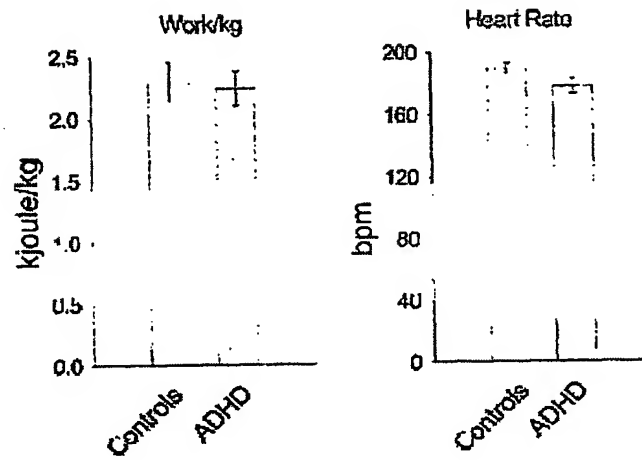 Work/kg
2.5
2.0
1.5
1.0
0.5
0.0
kjoule/kg
Controls
ADHD
Heart Rate
200
160
120
80
40
0
bpm
Controls
ADHD